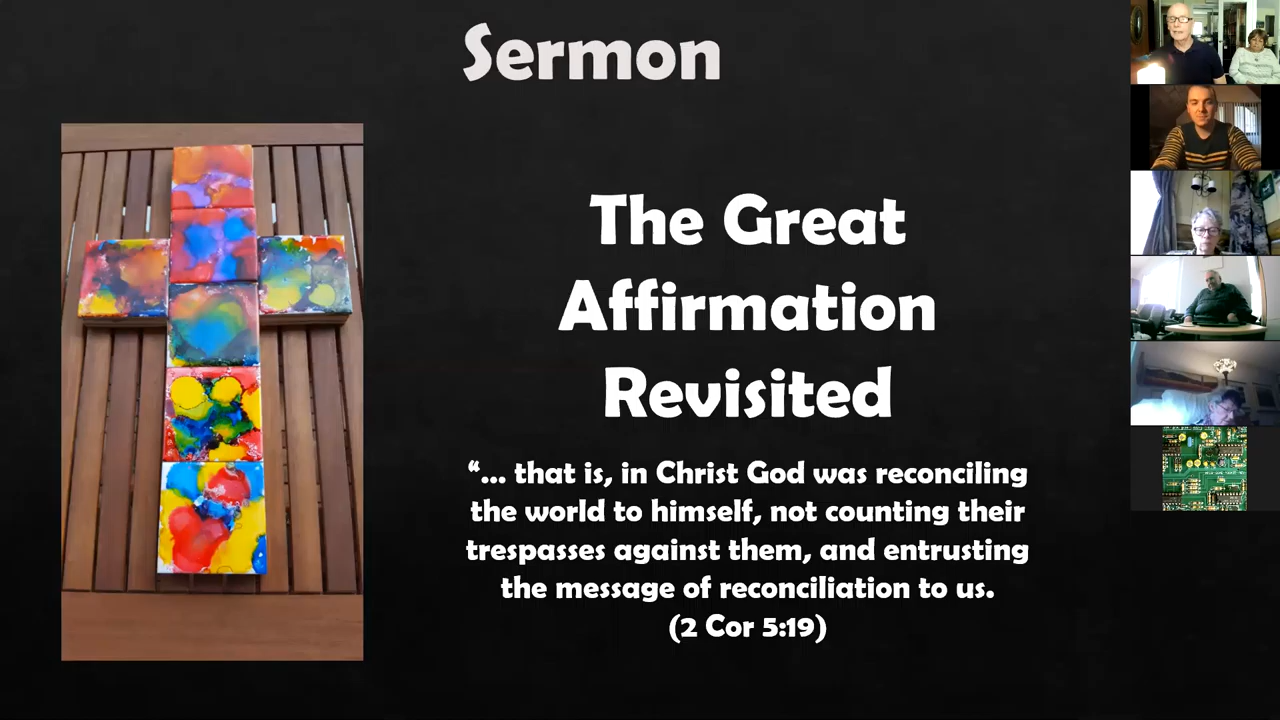 Sermon
The Great
Affirmation
Revisited
“... that is, in Christ God was reconciling
the world to himself, not counting their
trespasses against them, and entrusting
the message of reconciliation to us.
(2 Cor 5:19)